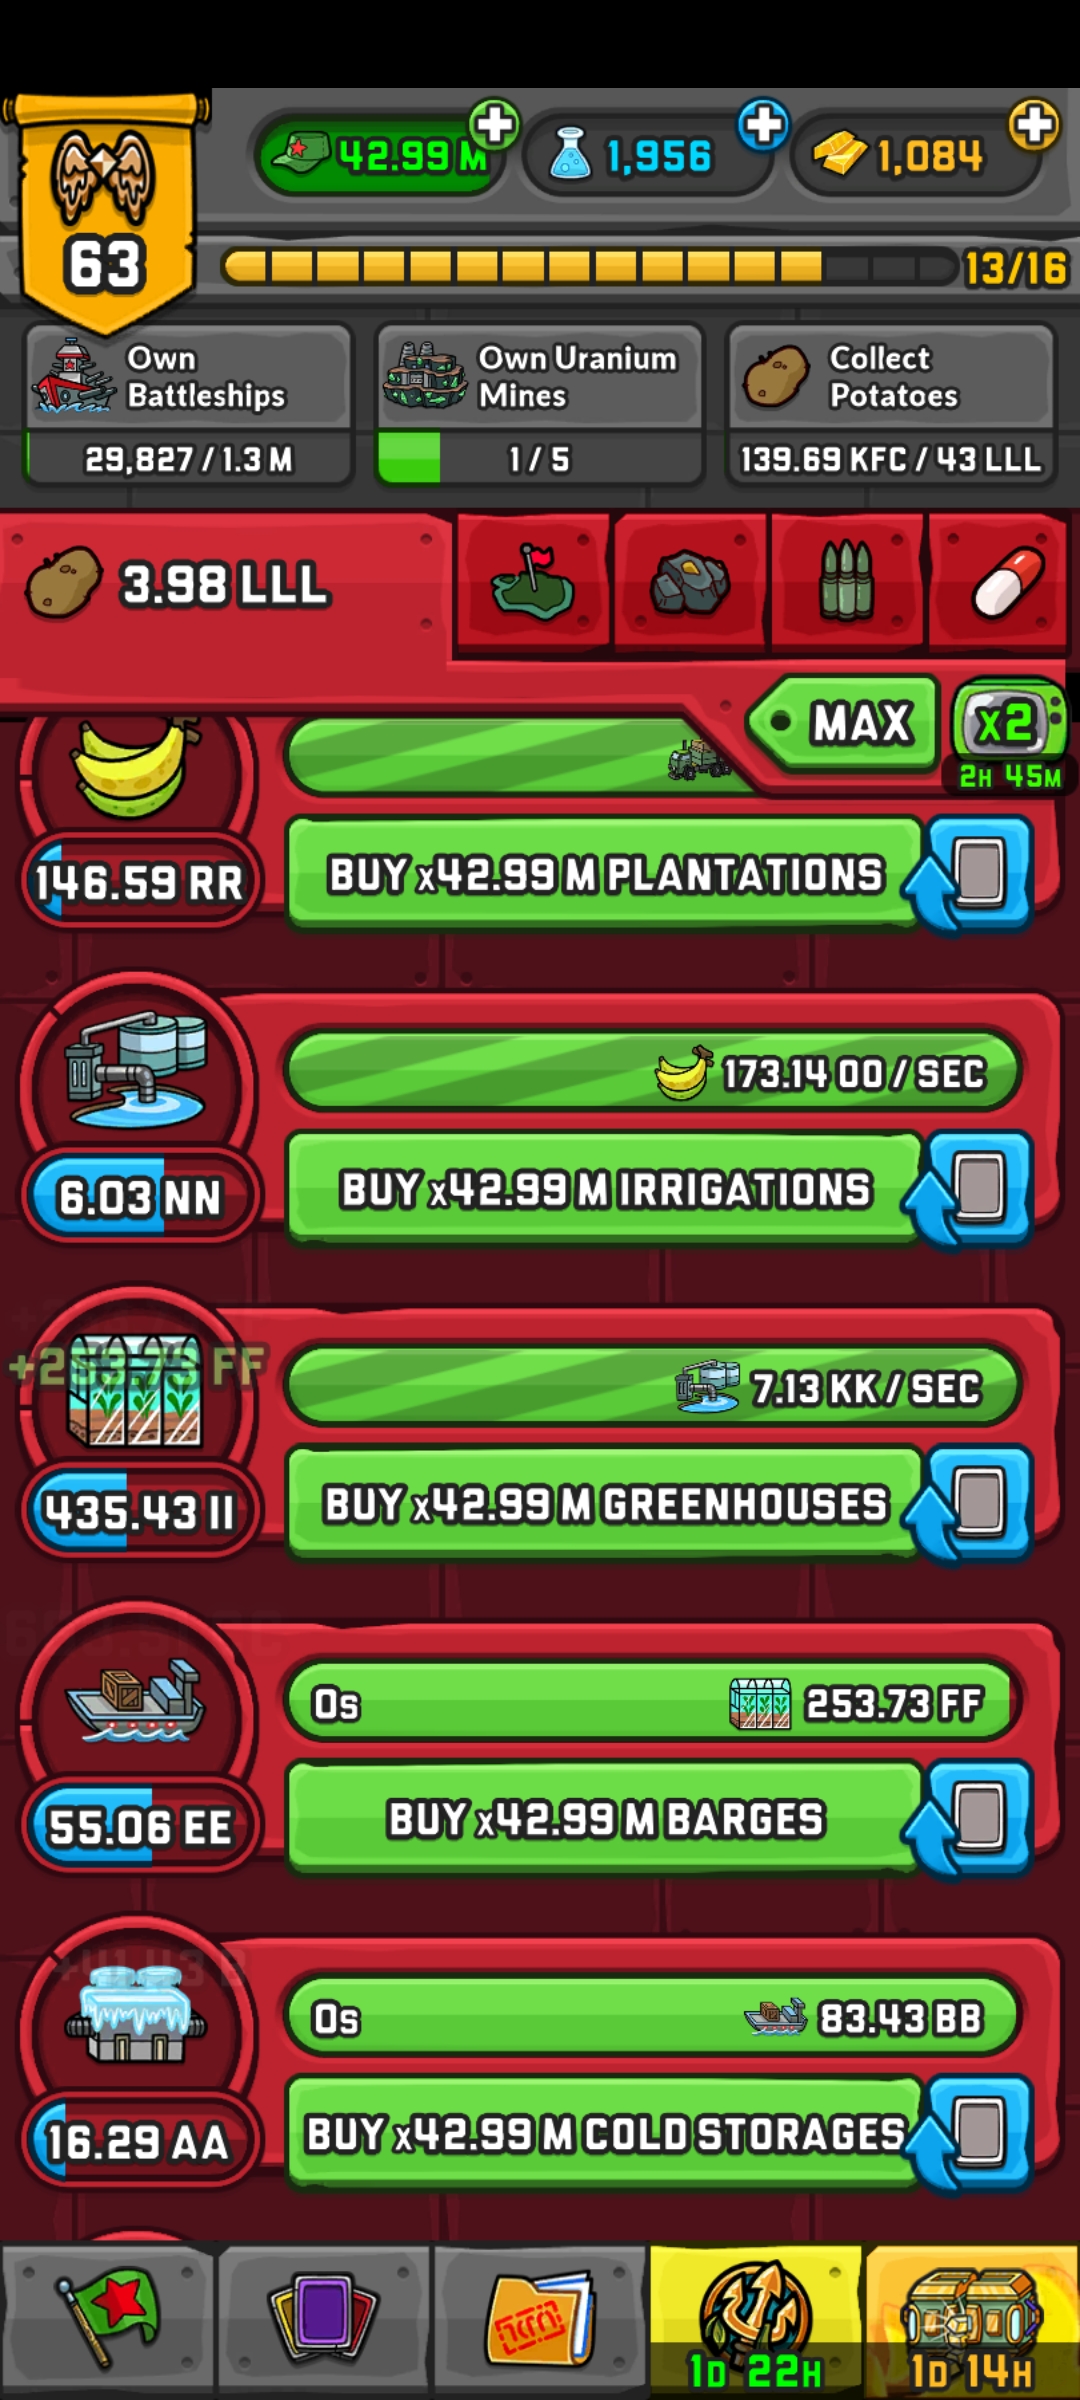 42.99 M
1,956
1,084
63
13/16
Own
Battleships
29,827 / 1.3 M
Own Uranium
Mines
1 / 5
Collect
Potatoes
139.69 KFC / 43 LLL
3.98 LLL
MAX
X2
2H 45M
146.59 RR
BUY x42.99 M PLANTATIONS
173.14 OO / SEC
6.03 NN
BUY x42.99 M IRRIGATIONS
+253.73 FF
7.13 KK / SEC
435.43 II
BUY x42.99 M GREENHOUSES
0s
253.73 FF
55.06 EE
BUY x42.99 M BARGES
0s
83.43 BB
16.29 AA
BUY x42.99 M COLD STORAGES
1D 22H
1D 14H